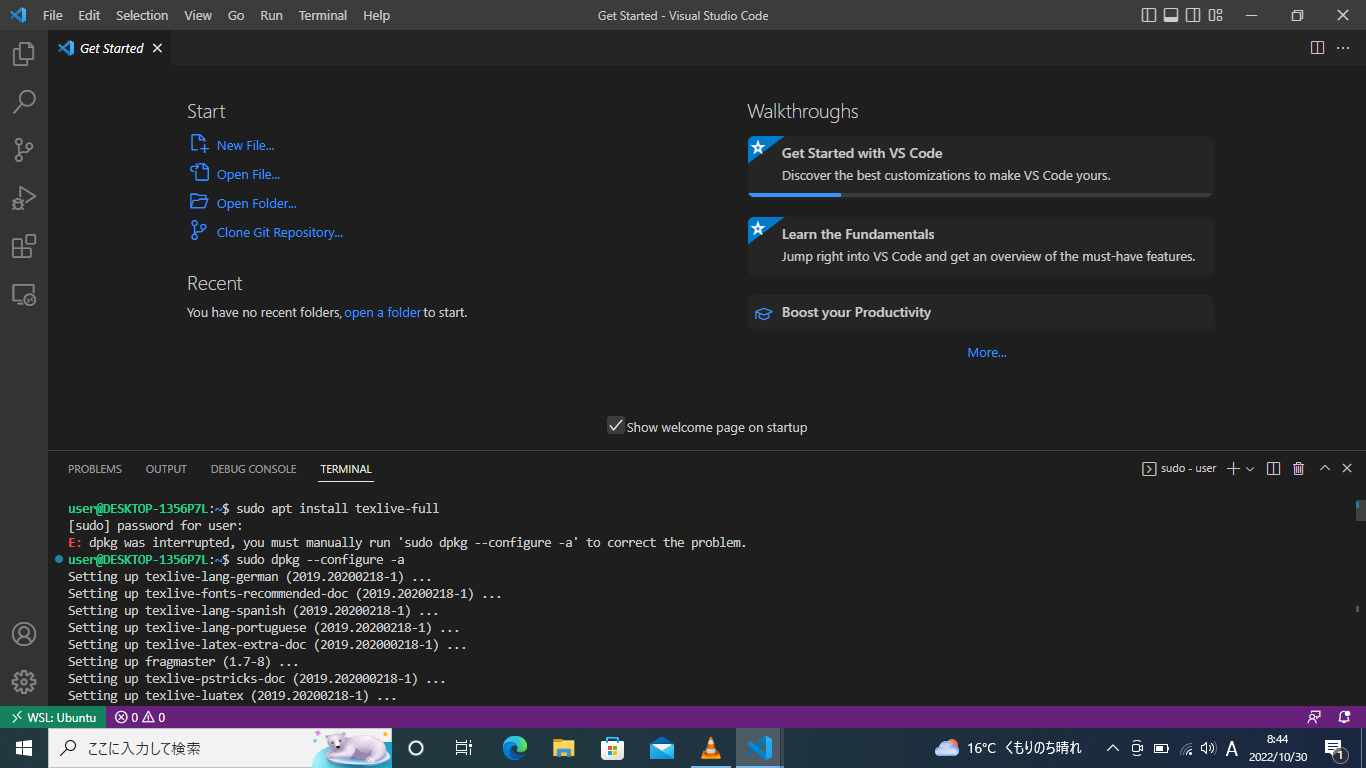 File Edit Selection View Go Run Terminal Help
Get Started - Visual Studio Code
Get Started
Start
New File...
Open File...
Open Folder...
Clone Git Repository...
Recent
You have no recent folders, open a folder to start.
Walkthroughs
Get Started with VS Code
Discover the best customizations to make VS Code yours.
Learn the Fundamentals
Jump right into VS Code and get an overview of the must-have features.
Boost your Productivity
More...
Show welcome page on startup
PROBLEMS OUTPUT DEBUG CONSOLE TERMINAL
sudo - user
user@DESKTOP-1356P7L:~$ sudo apt install texlive-full
[sudo] password for user:
E: dpkg was interrupted, you must manually run 'sudo dpkg --configure -a' to correct the problem.
user@DESKTOP-1356P7L:~$ sudo dpkg --configure -a
Setting up texlive-lang-german (2019.20200218-1) ...
Setting up texlive-fonts-recommended-doc (2019.20200218-1) ...
Setting up texlive-lang-spanish (2019.20200218-1) ...
Setting up texlive-lang-portuguese (2019.20200218-1) ...
Setting up texlive-latex-extra-doc (2019.202000218-1) ...
Setting up fragmaster (1.7-8) ...
Setting up texlive-pstricks-doc (2019.202000218-1) ...
Setting up texlive-luatex (2019.20200218-1) ...
WSL: Ubuntu 0 0
ここに入力して検索
16°C くもりのち晴れ
A
8:44
2022/10/30
1